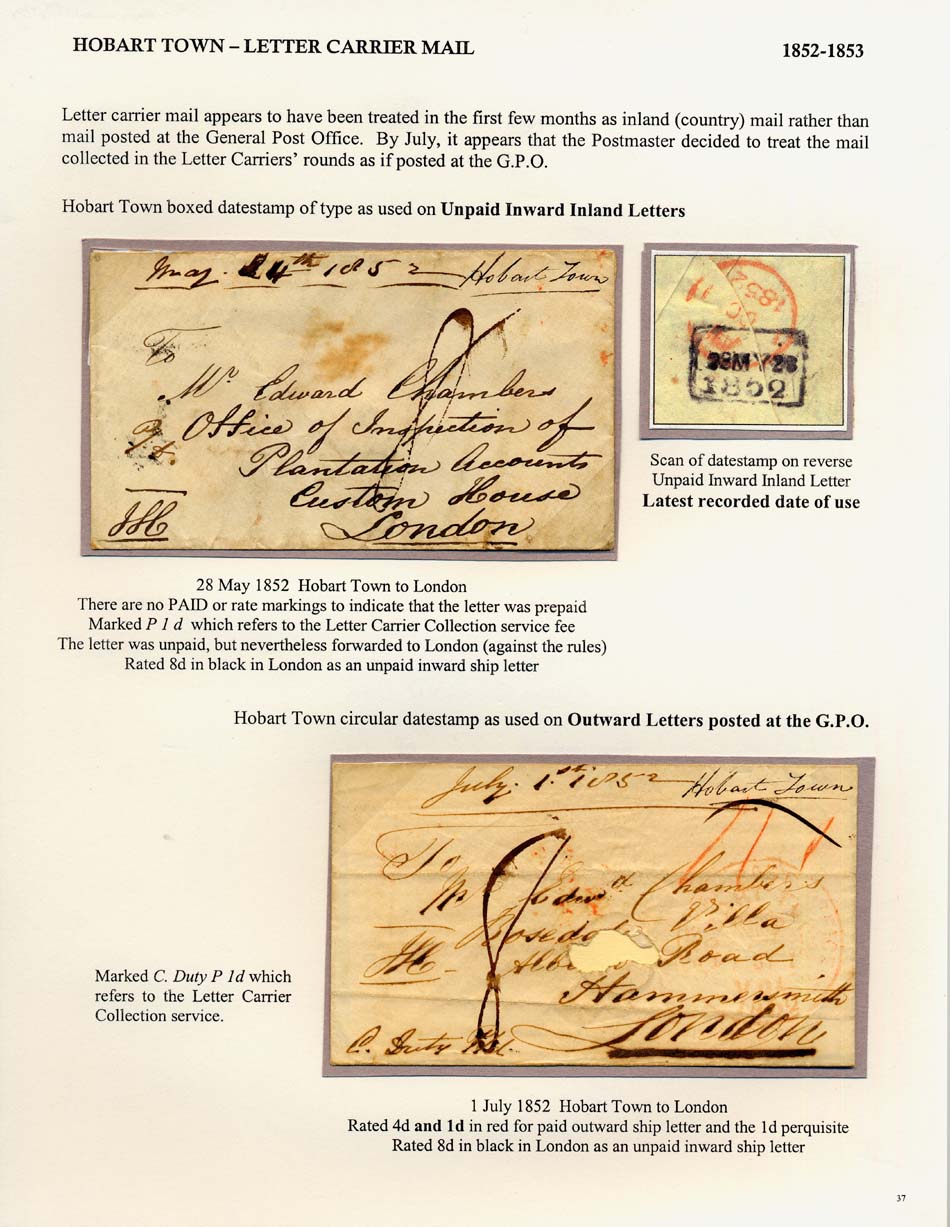 HOBART TOWN – LETTER CARRIER MAIL
1852-1853
Letter carrier mail appears to have been treated in the first few months as inland (country) mail rather than
mail posted at the General Post Office. By July, it appears that the Postmaster decided to treat the mail
collected in the Letter Carriers' rounds as if posted at the G.P.O.
Hobart Town boxed datestamp of type as used on Unpaid Inward Inland Letters
May. 24th 1852 Hobart Town
To
Mr Edward Chambers
Office of Inspection of
Plantation Accounts
Custom House
London
1852
28MY28
1852
Scan of datestamp on reverse
Unpaid Inward Inland Letter
Latest recorded date of use
28 May 1852 Hobart Town to London
There are no PAID or rate markings to indicate that the letter was prepaid
Marked P 1 d which refers to the Letter Carrier Collection service fee
The letter was unpaid, but nevertheless forwarded to London (against the rules)
Rated 8d in black in London as an unpaid inward ship letter
Hobart Town circular datestamp as used on Outward Letters posted at the G.P.O.
July. 1.st 1852 Hobart Town
To
Mr Edwd Chambers
Villa
Road
Hammersmith
London
C. Duty P1d.
Marked C. Duty P 1d which
refers to the Letter Carrier
Collection service.
1 July 1852 Hobart Town to London
Rated 4d and 1d in red for paid outward ship letter and the 1d perquisite
Rated 8d in black in London as an unpaid inward ship letter
37